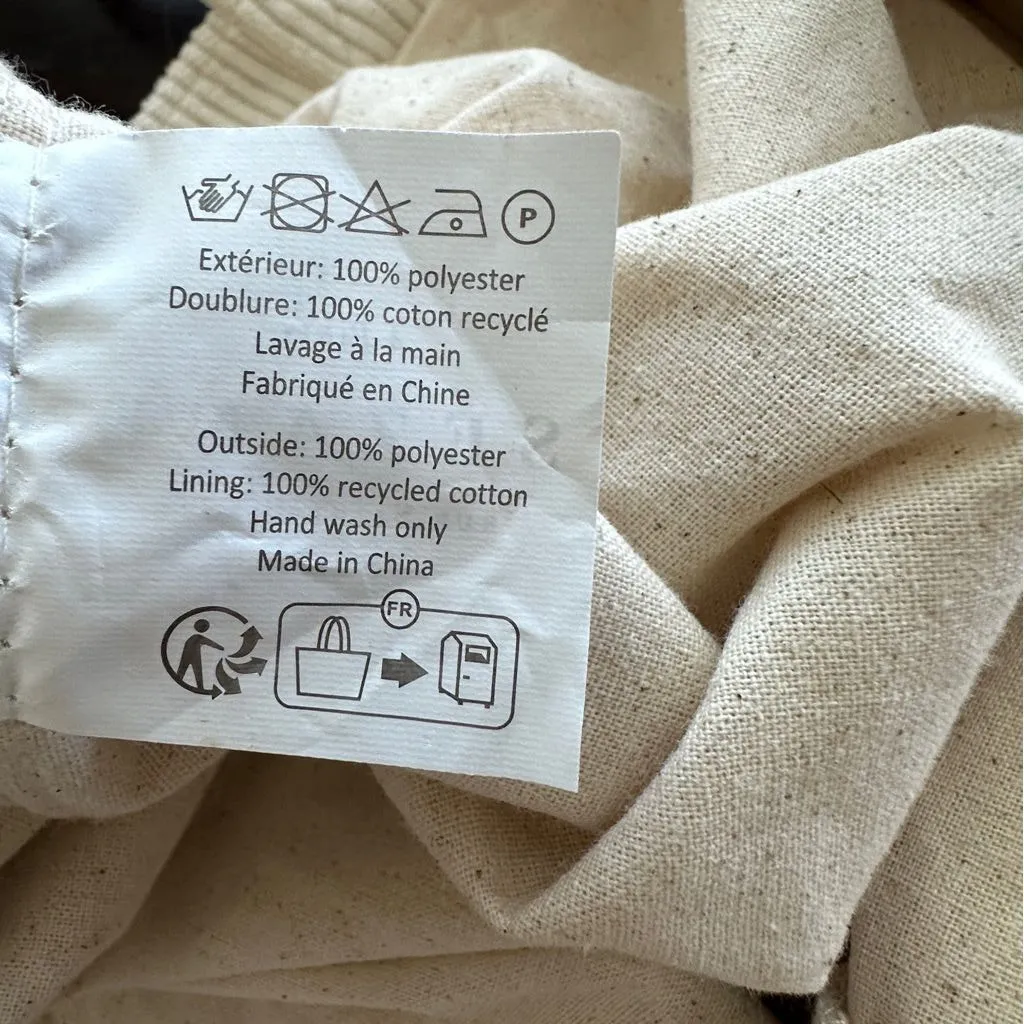 P
Extérieur: 100% polyester
Doublure: 100% coton recyclé
Lavage à la main
Fabriqué en Chine
Outside: 100% polyester
Lining: 100% recycled cotton
Hand wash only
Made in China
FR